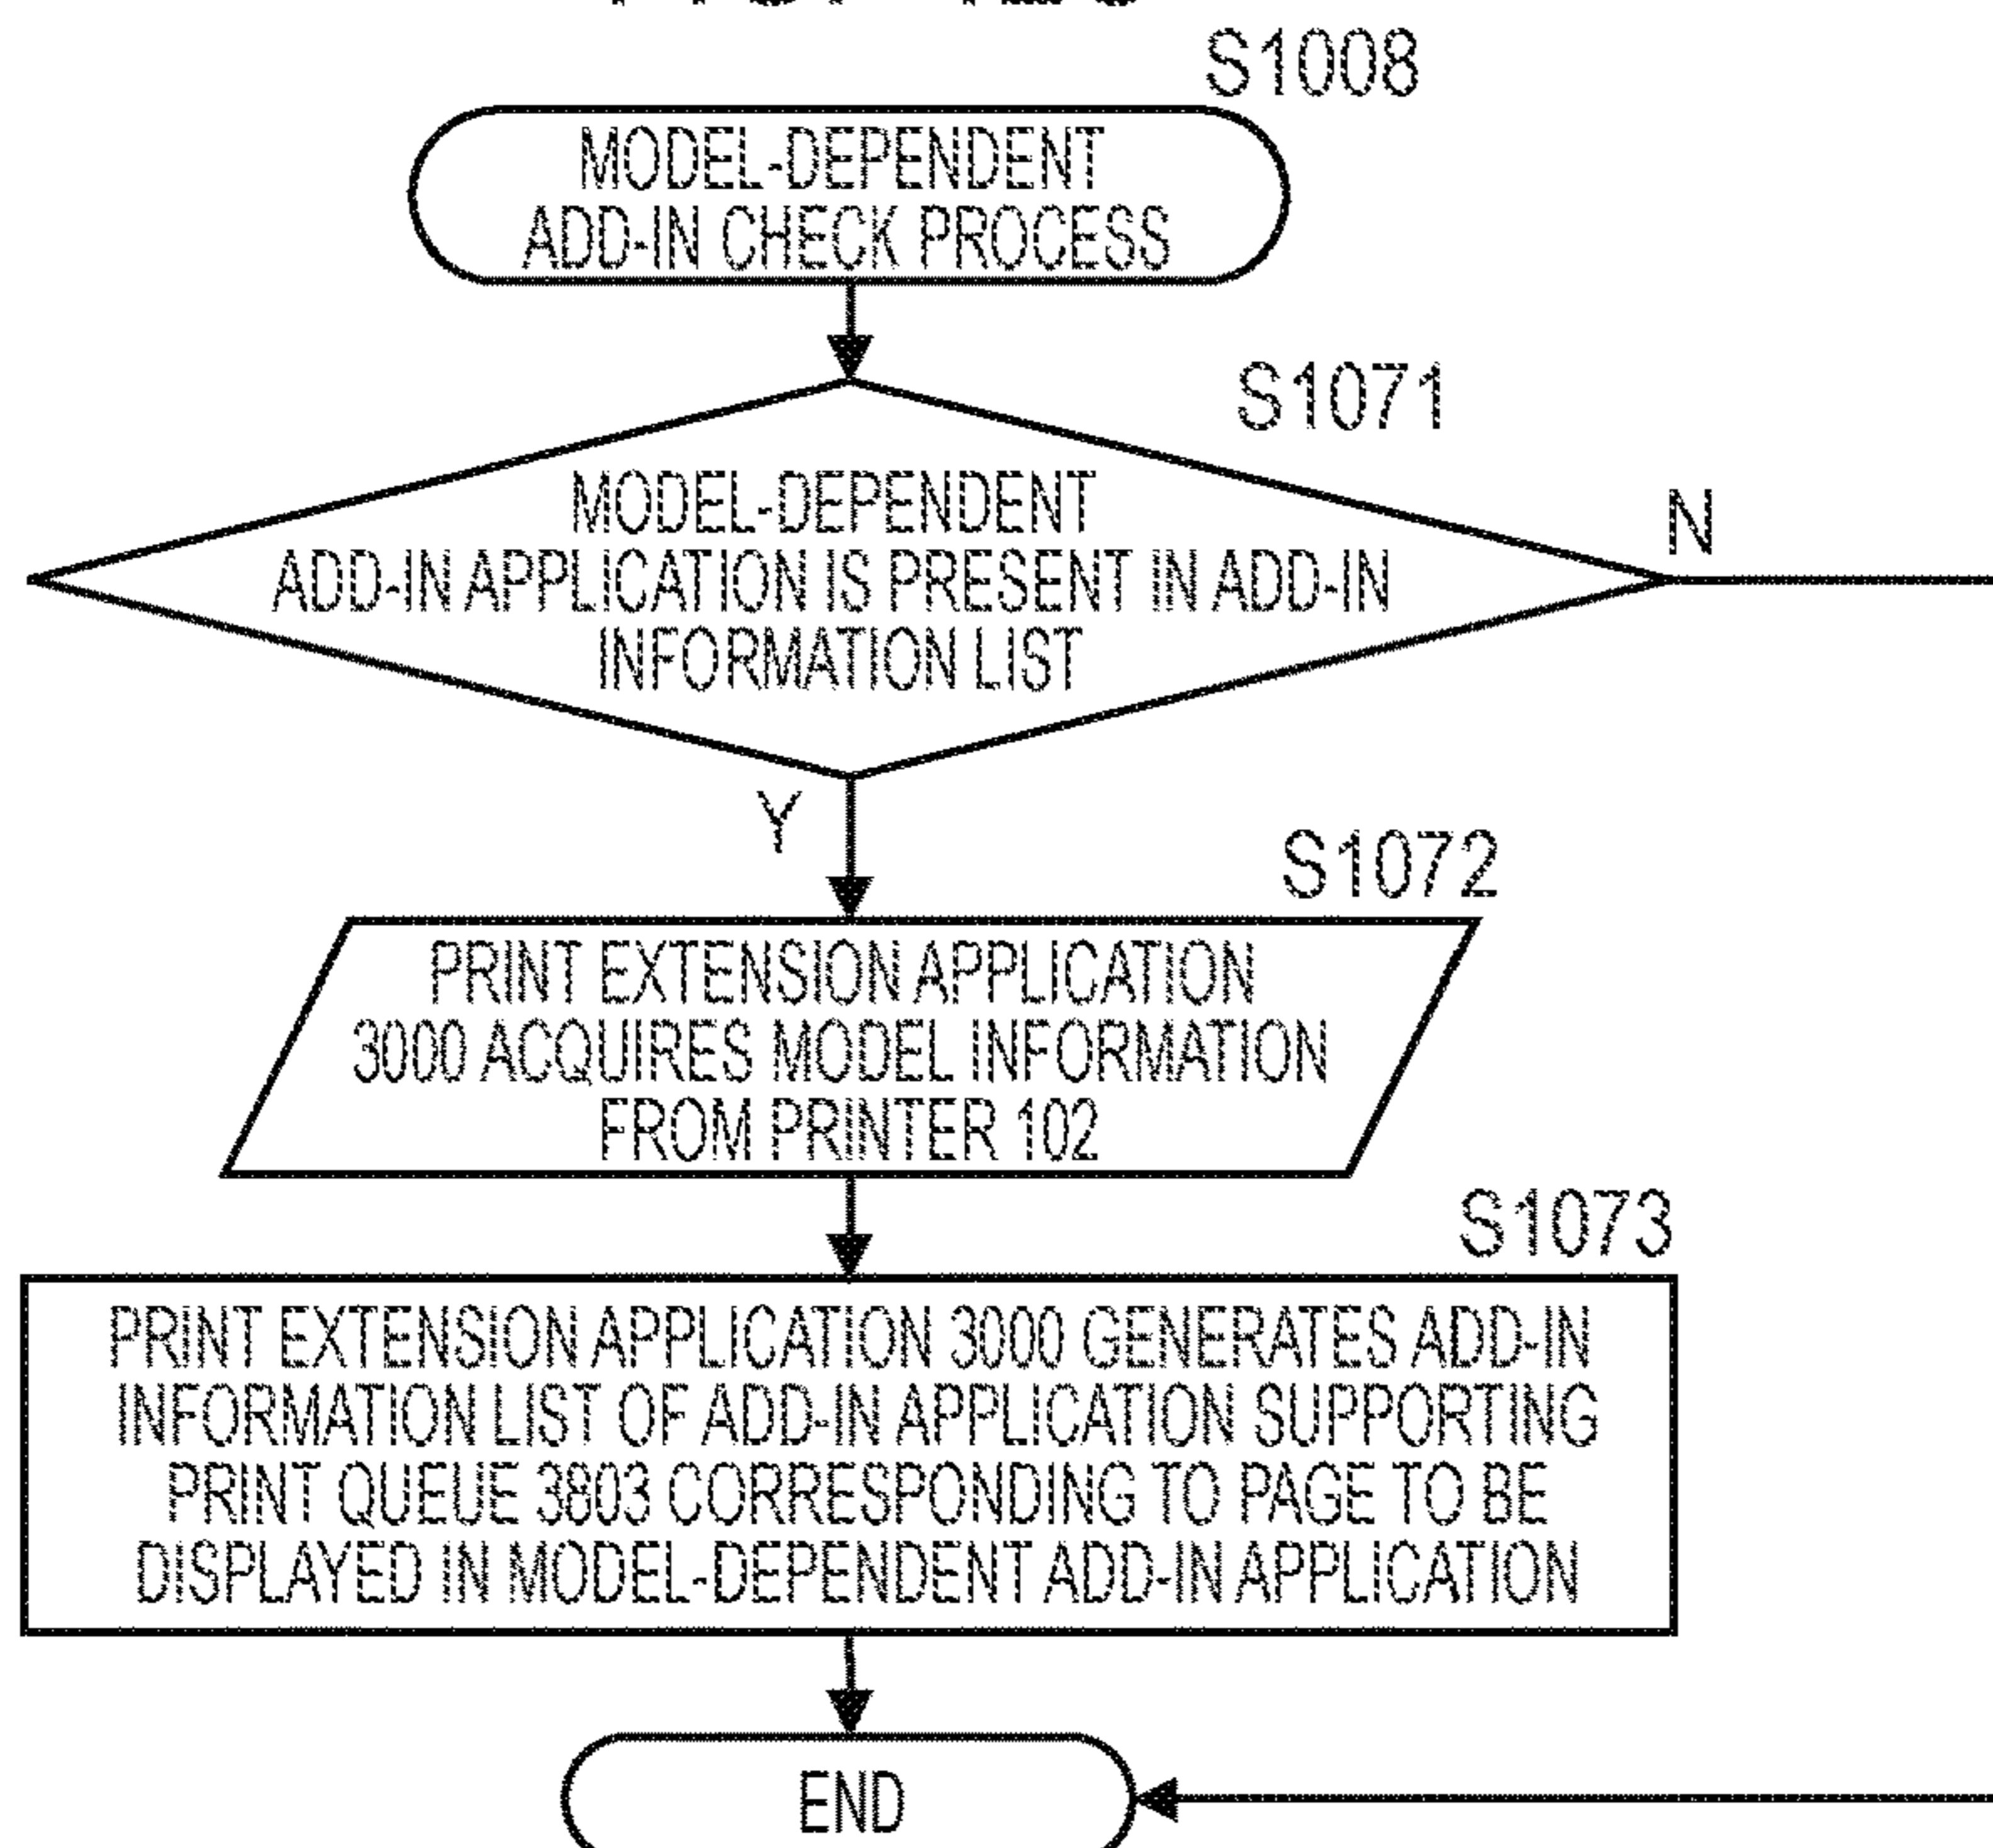 S1008
MODEL-DEPENDENT
ADD-IN CHECK PROCESS
S1071
MODEL-DEPENDENT
ADD-IN APPLICATION IS PRESENT IN ADD-IN
INFORMATION LIST
N
Y
S1072
PRINT EXTENSION APPLICATION
3000 ACQUIRES MODEL INFORMATION
FROM PRINTER 102
S1073
PRINT EXTENSION APPLICATION 3000 GENERATES ADD-IN
INFORMATION LIST OF ADD-IN APPLICATION SUPPORTING
PRINT QUEUE 3803 CORRESPONDING TO PAGE TO BE
DISPLAYED IN MODEL-DEPENDENT ADD-IN APPLICATION
END